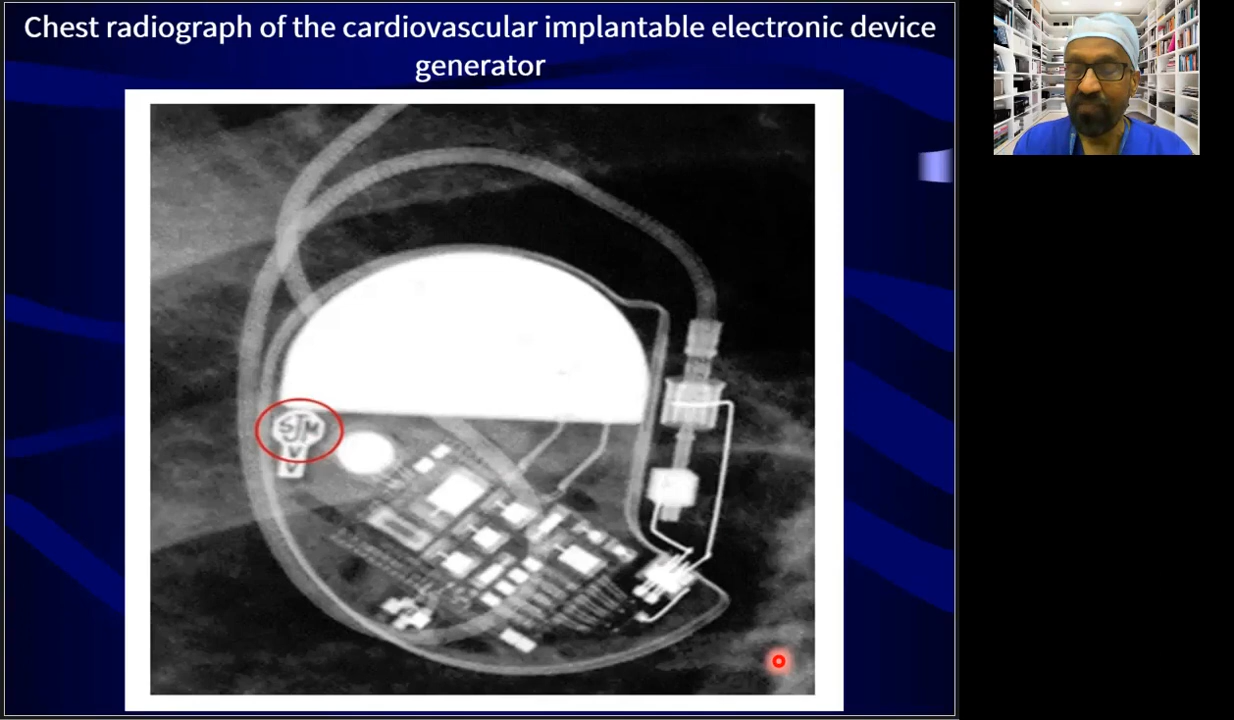 Chest radiograph of the cardiovascular implantable electronic device
generator
SJM